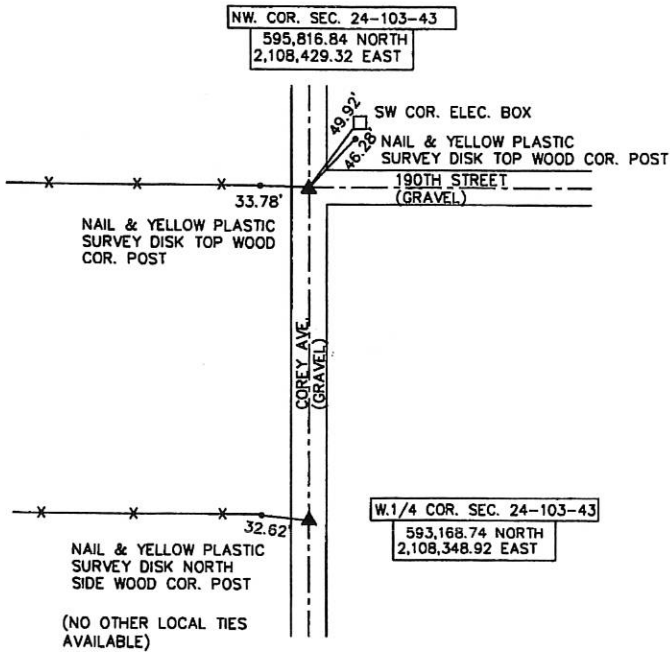 NW. COR. SEC. 24-103-43
595,816.84 NORTH
2,108,429.32 EAST
49.92'
SW COR. ELEC. BOX
46.28'
NAIL & YELLOW PLASTIC
SURVEY DISK TOP WOOD COR. POST
190TH STREET
(GRAVEL)
33.78'
NAIL & YELLOW PLASTIC
SURVEY DISK TOP WOOD
COR. POST
COREY AVE.
(GRAVEL)
W.1/4 COR. SEC. 24-103-43
593,168.74 NORTH
2,108,348.92 EAST
32.62'
NAIL & YELLOW PLASTIC
SURVEY DISK NORTH
SIDE WOOD COR. POST
(NO OTHER LOCAL TIES
AVAILABLE)